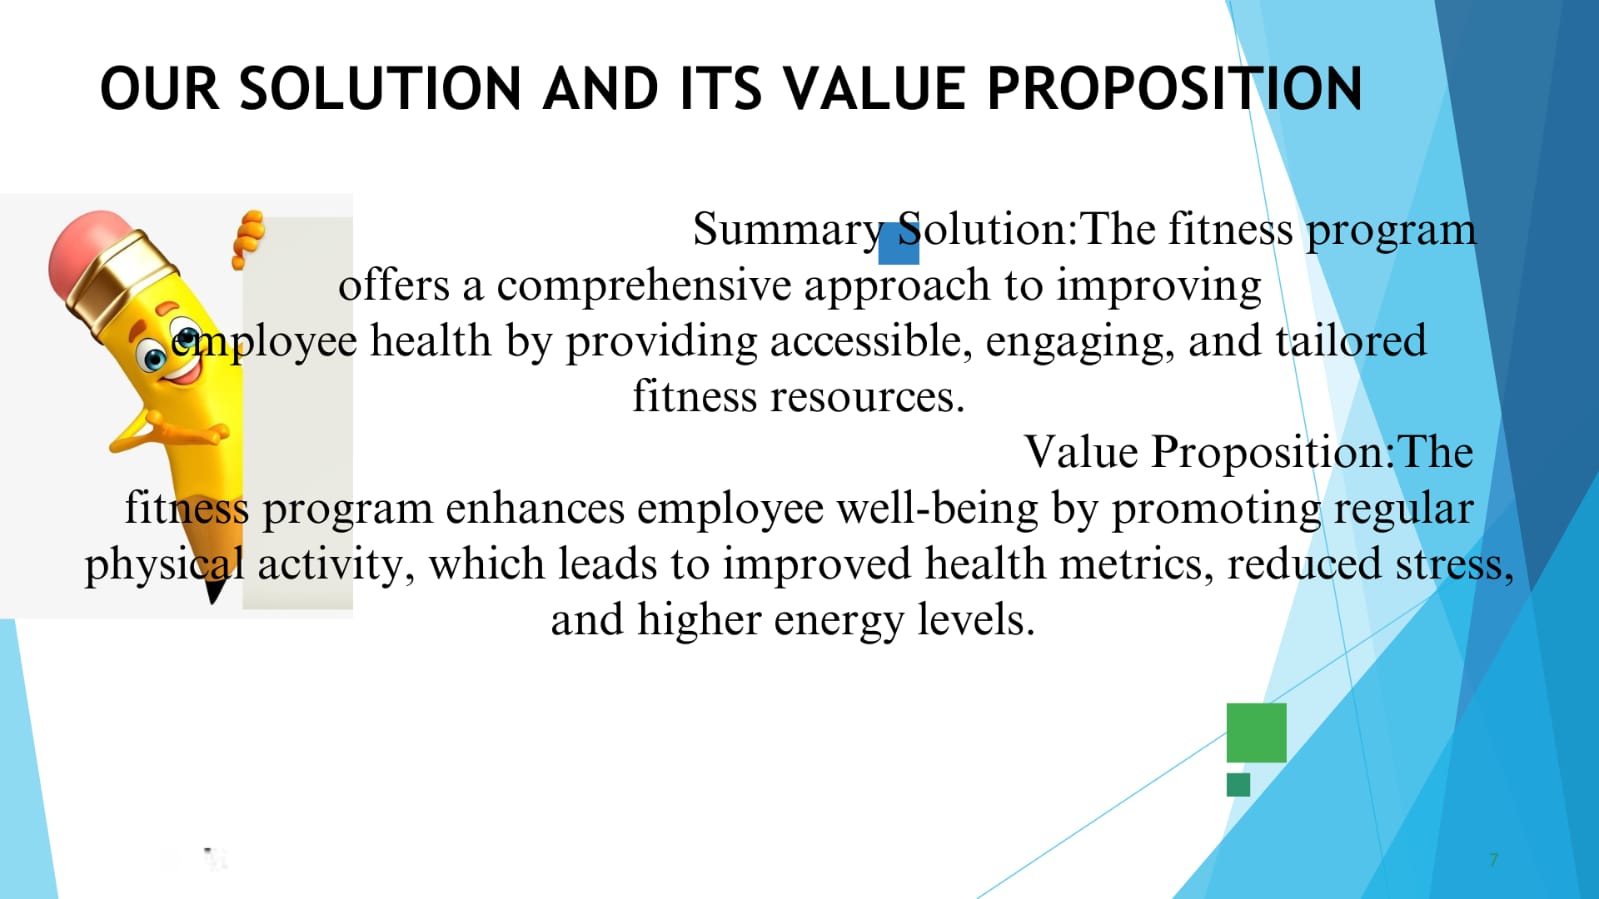 OUR SOLUTION AND ITS VALUE PROPOSITION
Summary Solution:The fitness program
offers a comprehensive approach to improving
employee health by providing accessible, engaging, and tailored
fitness resources.
Value Proposition:The
fitness program enhances employee well-being by promoting regular
physical activity, which leads to improved health metrics, reduced stress,
and higher energy levels.
7